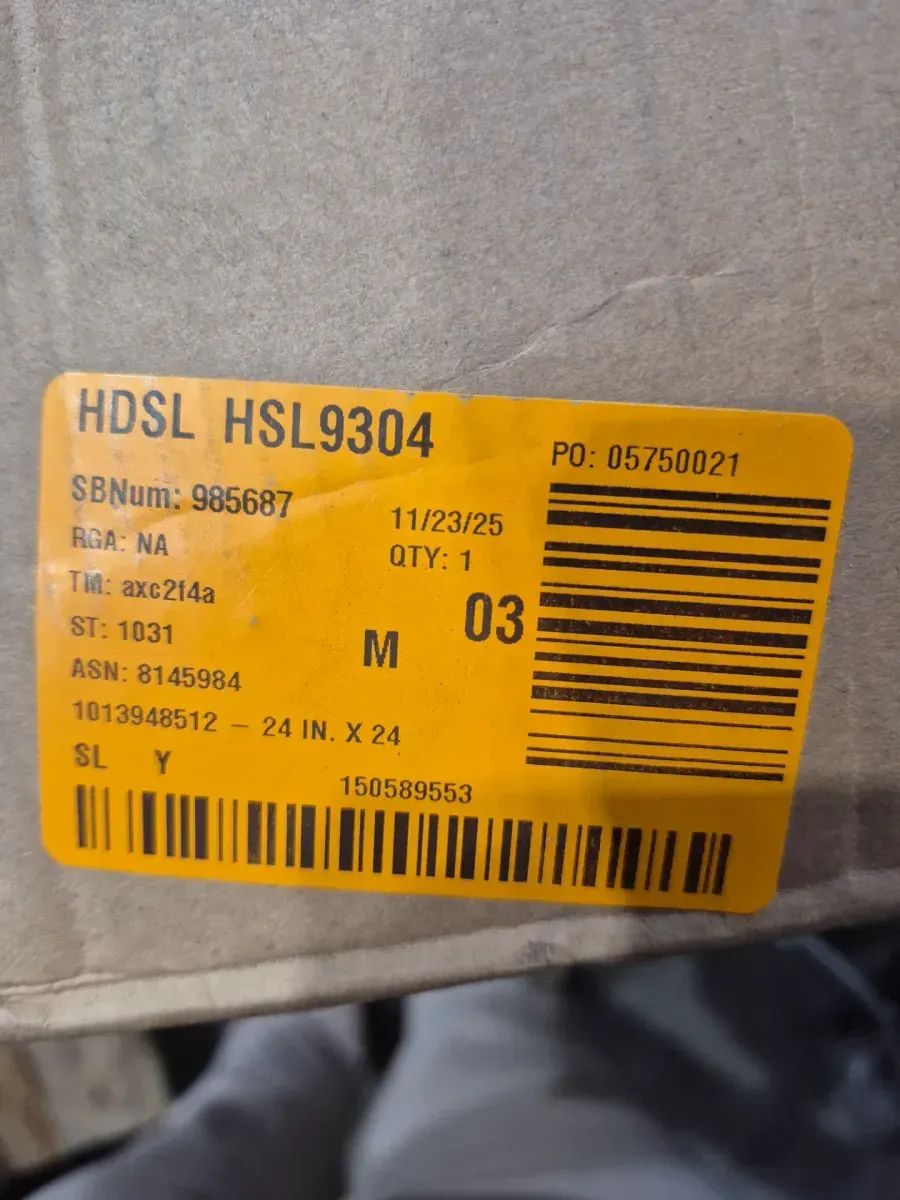 HDSL HSL9304
PO: 05750021
SBNum: 985687
11/23/25
RGA: NA
QTY: 1
TM: axc2f4a
03
ST: 1031
M
ASN: 8145984
1013948512 – 24 IN. X 24
SL Y
150589553